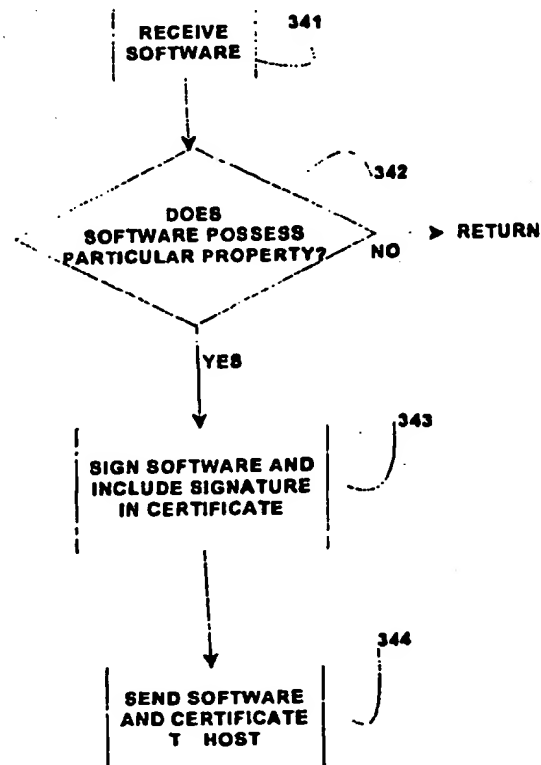 RECEIVE
SOFTWARE
341
342
DOES
SOFTWARE POSSESS
PARTICULAR PROPERTY?
NO
RETURN
YES
343
SIGN SOFTWARE AND
INCLUDE SIGNATURE
IN CERTIFICATE
344
SEND SOFTWARE
AND CERTIFICATE
T HOST